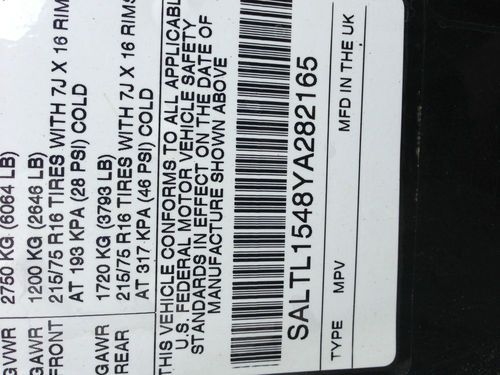 GVWR 2750 KG (6064 LB)
GAWR 1200 KG (2646 LB)
FRONT 215/75 R16 TIRES WITH 7J X 16 RIMS
AT 193 KPA (28 PSI) COLD
GAWR 1720 KG (3793 LB)
REAR 215/75 R16 TIRES WITH 7J X 16 RIMS
AT 317 KPA (46 PSI) COLD
THIS VEHICLE CONFORMS TO ALL APPLICABLE
U.S. FEDERAL MOTOR VEHICLE SAFETY
STANDARDS IN EFFECT ON THE DATE OF
MANUFACTURE SHOWN ABOVE
SALTL1548YA282165
TYPE MPV MFD IN THE UK